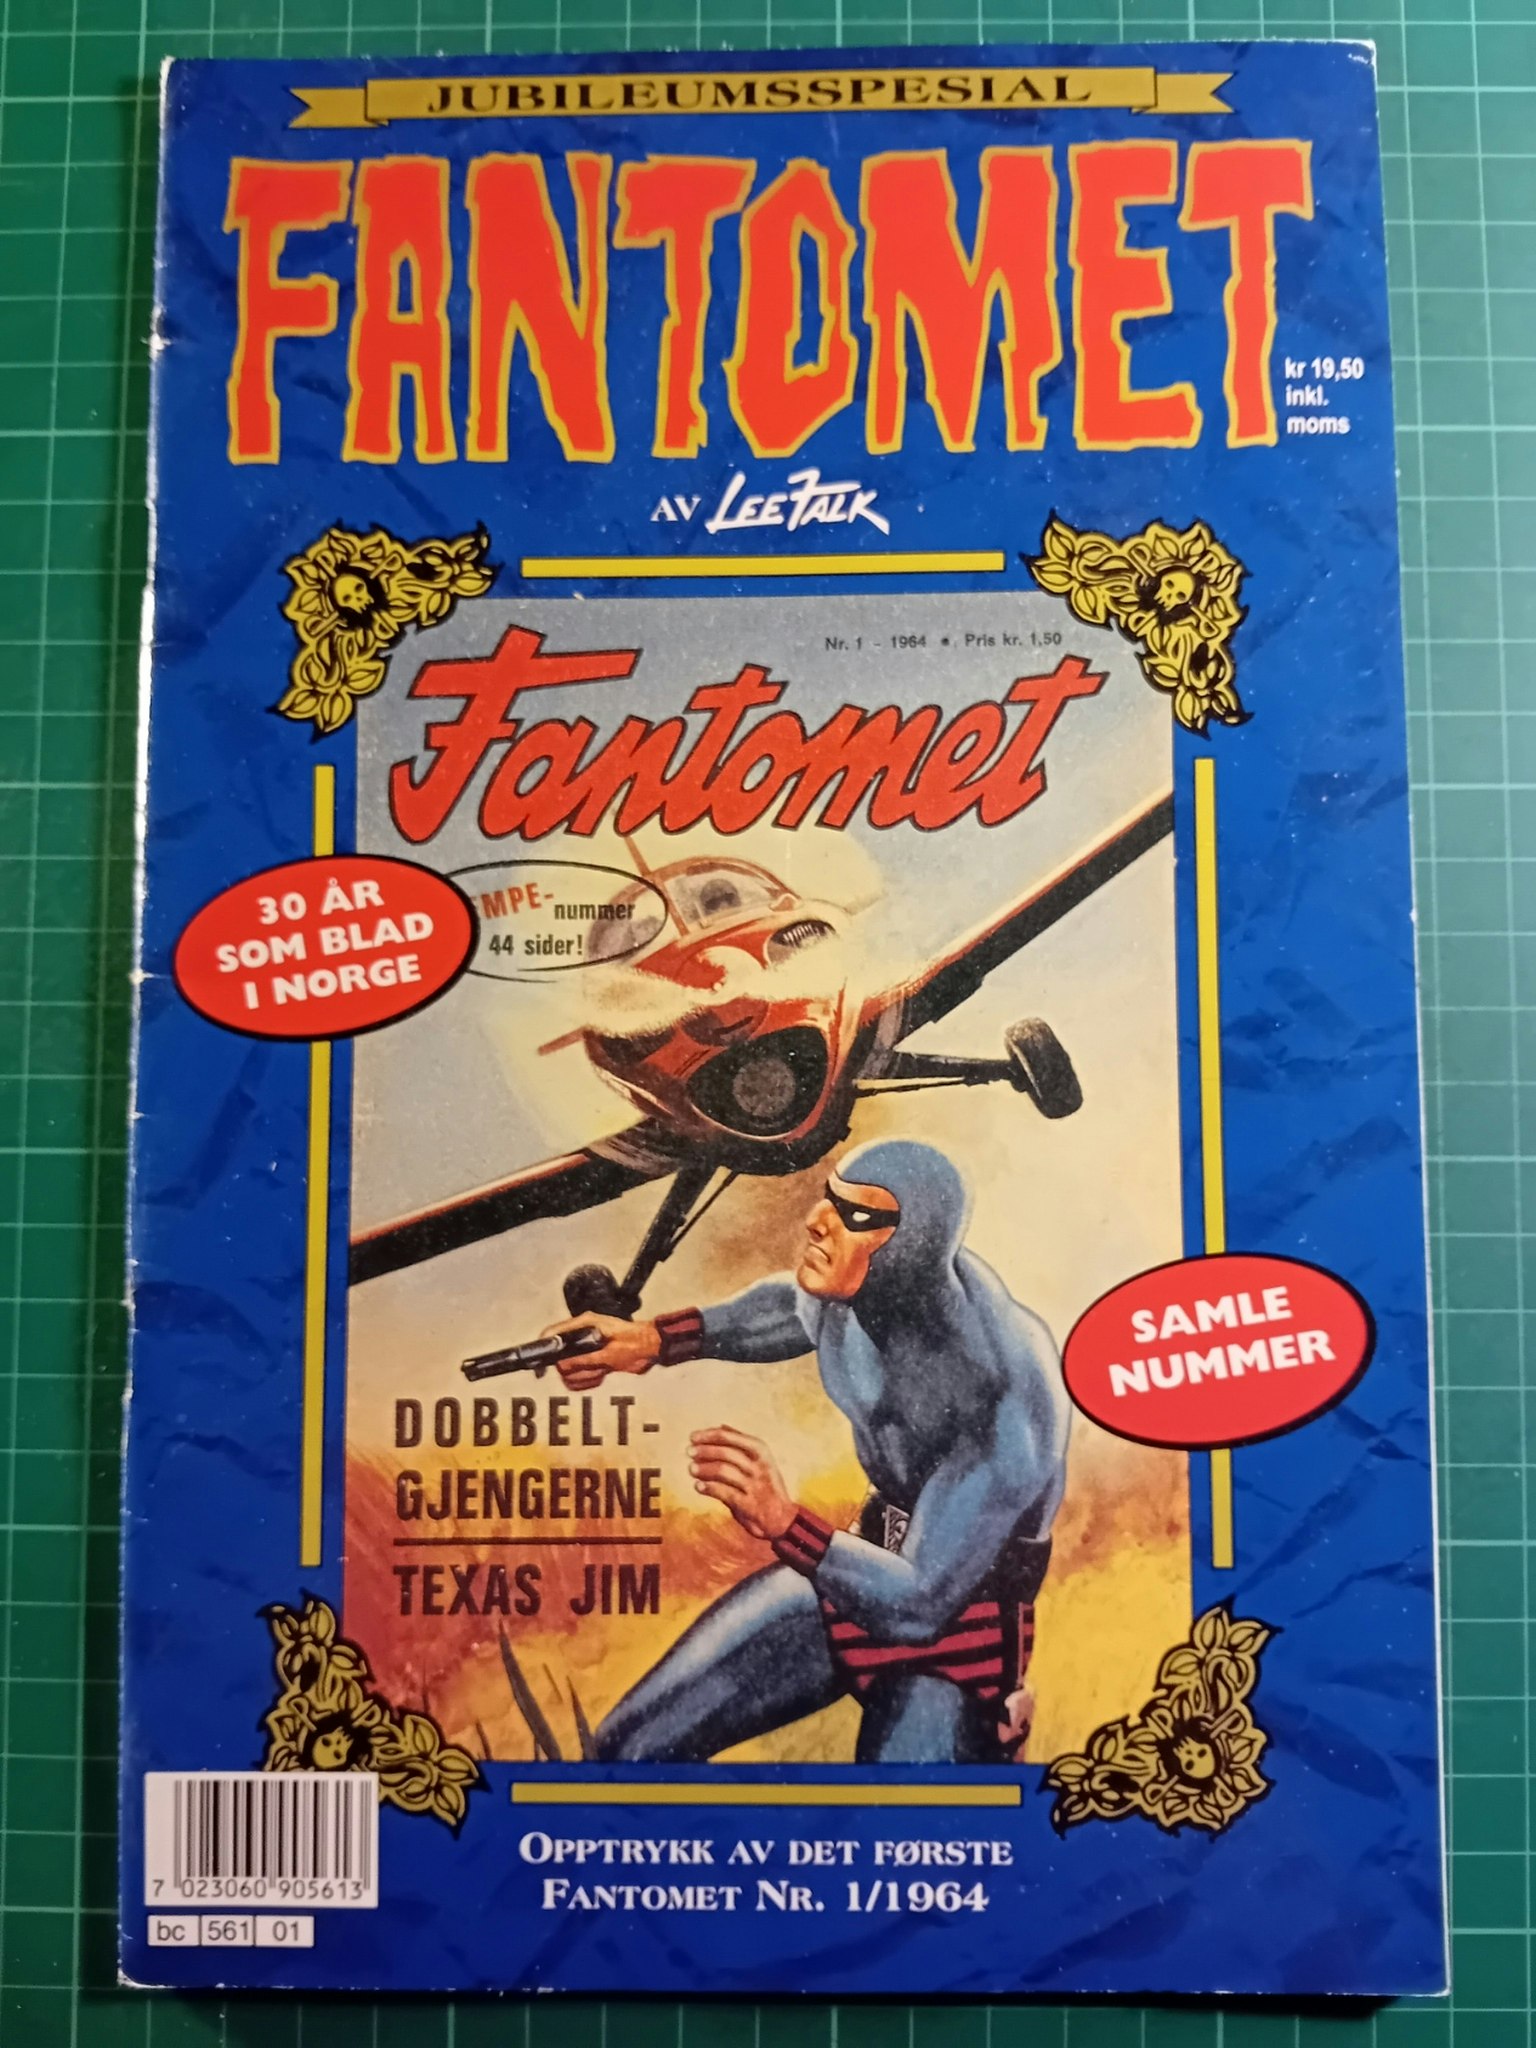 JUBILEUMSSPESIAL
FANTOMET
kr 19,50
inkl.
moms
AV LEE FALK
Nr. 1 - 1964 • Pris kr. 1,50
Fantomet
30 ÅR
SOM BLAD
I NORGE
EMPE-nummer
44 sider!
SAMLE
NUMMER
DOBBELT-
GJENGERNE
TEXAS JIM
7 023060 905613
bc 561 01
OPPTRYKK AV DET FØRSTE
FANTOMET NR. 1/1964